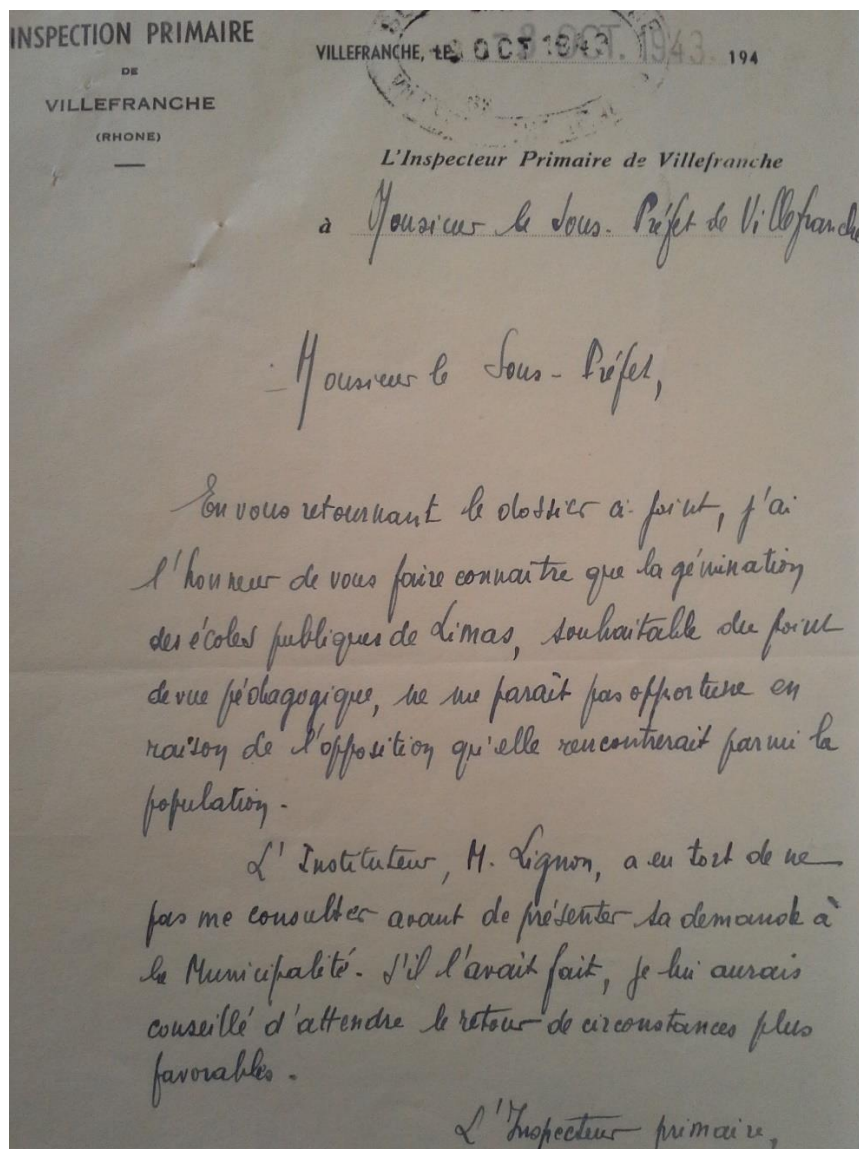 INSPECTION PRIMAIRE
DE
VILLEFRANCHE
(RHONE)
VILLEFRANCHE, LE 8 OCT. 1943. 194
OCT 1943
L'Inspecteur Primaire de Villefranche
à Monsieur le Sous-Préfet de Villefranche
Monsieur le Sous-Préfet,
En vous retournant le dossier ci-joint, j'ai
l'honneur de vous faire connaître que la gémination
des écoles publiques de Limas, souhaitable du point
de vue pédagogique, ne me paraît pas opportune en
raison de l'opposition qu'elle rencontrerait parmi la
population.
L'Instituteur, M. Lignon, a eu tort de ne
pas me consulter avant de présenter sa demande à
la Municipalité. S'il l'avait fait, je lui aurais
conseillé d'attendre le retour de circonstances plus
favorables.
L'Inspecteur primaire,